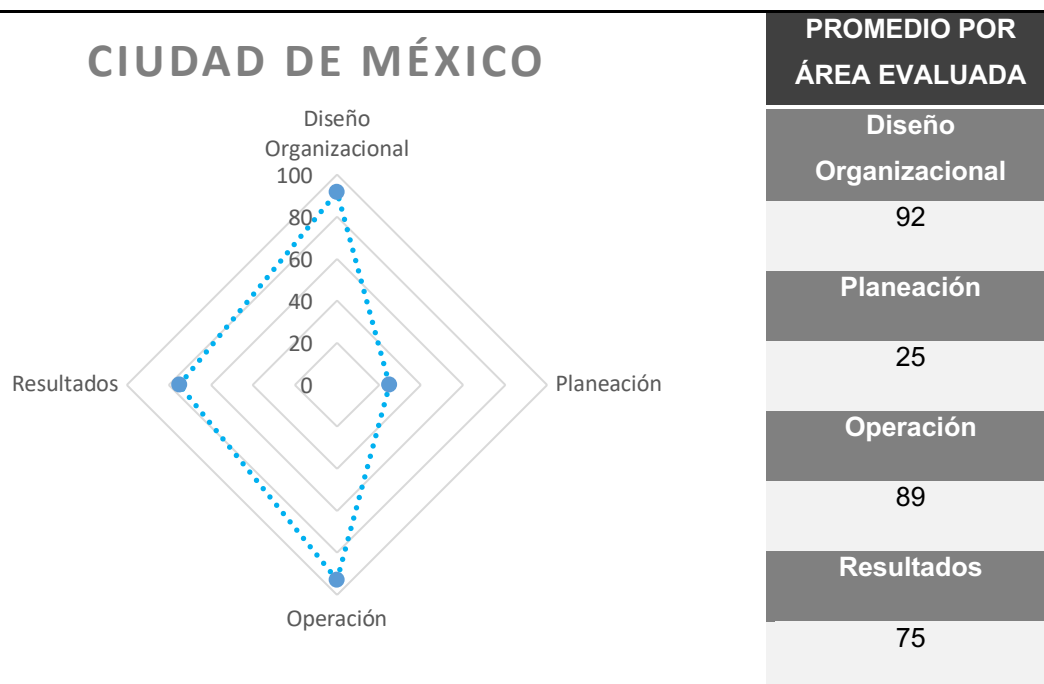 CIUDAD DE MÉXICO
Diseño
Organizacional
100
80
60
40
20
0
Resultados
Planeación
Operación
PROMEDIO POR
ÁREA EVALUADA
Diseño
Organizacional
92
Planeación
25
Operación
89
Resultados
75